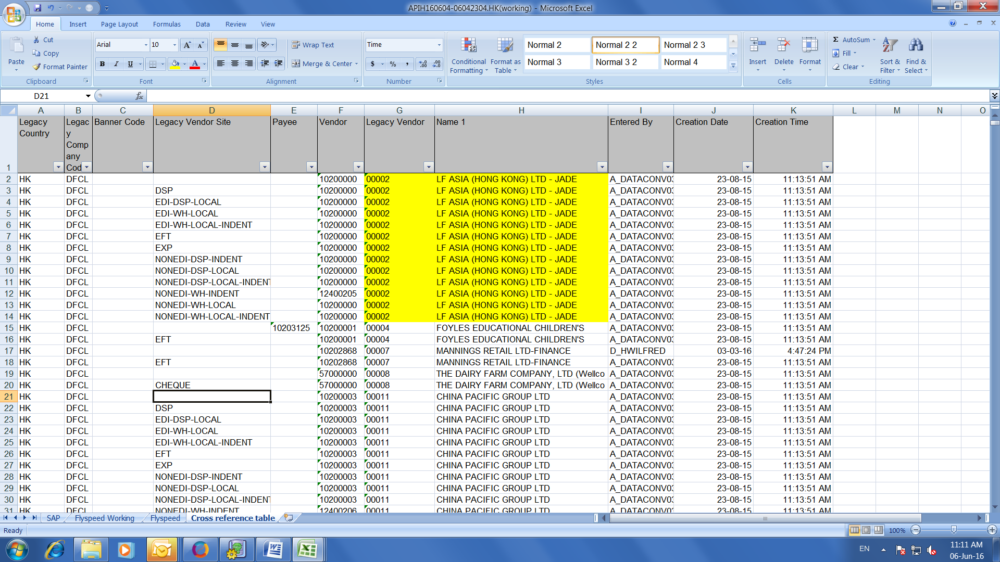 APIH160604-06042304.HK(working) - Microsoft Excel
Home Insert Page Layout Formulas Data Review View
Paste Cut Copy Format Painter Clipboard
Arial 10 B I U A Font
Wrap Text Merge & Center Alignment
Time $ % , Number
Conditional Formatting Format as Table
Normal 2 Normal 2 2 Normal 2 3
Normal 3 Normal 3 2 Normal 4
Styles
Insert Delete Format Cells
Σ AutoSum Fill Clear Sort & Filter Find & Select Editing
D21 fx
A B C D E F G H I J K L M N O
1 Legacy Country Legacy Company Cod Banner Code Legacy Vendor Site Payee Vendor Legacy Vendor Name 1 Entered By Creation Date Creation Time
2 HK DFCL 10200000 00002 LF ASIA (HONG KONG) LTD - JADE A_DATACONV03 23-08-15 11:13:51 AM
3 HK DFCL DSP 10200000 00002 LF ASIA (HONG KONG) LTD - JADE A_DATACONV03 23-08-15 11:13:51 AM
4 HK DFCL EDI-DSP-LOCAL 10200000 00002 LF ASIA (HONG KONG) LTD - JADE A_DATACONV03 23-08-15 11:13:51 AM
5 HK DFCL EDI-WH-LOCAL 10200000 00002 LF ASIA (HONG KONG) LTD - JADE A_DATACONV03 23-08-15 11:13:51 AM
6 HK DFCL EDI-WH-LOCAL-INDENT 10200000 00002 LF ASIA (HONG KONG) LTD - JADE A_DATACONV03 23-08-15 11:13:51 AM
7 HK DFCL EFT 10200000 00002 LF ASIA (HONG KONG) LTD - JADE A_DATACONV03 23-08-15 11:13:51 AM
8 HK DFCL EXP 10200000 00002 LF ASIA (HONG KONG) LTD - JADE A_DATACONV03 23-08-15 11:13:51 AM
9 HK DFCL NONEDI-DSP-INDENT 10200000 00002 LF ASIA (HONG KONG) LTD - JADE A_DATACONV03 23-08-15 11:13:51 AM
10 HK DFCL NONEDI-DSP-LOCAL 10200000 00002 LF ASIA (HONG KONG) LTD - JADE A_DATACONV03 23-08-15 11:13:51 AM
11 HK DFCL NONEDI-DSP-LOCAL-INDENT 10200000 00002 LF ASIA (HONG KONG) LTD - JADE A_DATACONV03 23-08-15 11:13:51 AM
12 HK DFCL NONEDI-WH-INDENT 12400205 00002 LF ASIA (HONG KONG) LTD - JADE A_DATACONV03 23-08-15 11:13:51 AM
13 HK DFCL NONEDI-WH-LOCAL 10200000 00002 LF ASIA (HONG KONG) LTD - JADE A_DATACONV03 23-08-15 11:13:51 AM
14 HK DFCL NONEDI-WH-LOCAL-INDENT 10200000 00002 LF ASIA (HONG KONG) LTD - JADE A_DATACONV03 23-08-15 11:13:51 AM
15 HK DFCL 10203125 10200001 00004 FOYLES EDUCATIONAL CHILDREN'S A_DATACONV03 23-08-15 11:13:51 AM
16 HK DFCL EFT 10200001 00004 FOYLES EDUCATIONAL CHILDREN'S A_DATACONV03 23-08-15 11:13:51 AM
17 HK DFCL 10202868 00007 MANNINGS RETAIL LTD-FINANCE D_HWILFRED 03-03-16 4:47:24 PM
18 HK DFCL EFT 10202868 00007 MANNINGS RETAIL LTD-FINANCE A_DATACONV03 23-08-15 11:13:51 AM
19 HK DFCL 57000000 00008 THE DAIRY FARM COMPANY, LTD (Wellco A_DATACONV03 23-08-15 11:13:51 AM
20 HK DFCL CHEQUE 57000000 00008 THE DAIRY FARM COMPANY, LTD (Wellco A_DATACONV03 23-08-15 11:13:51 AM
21 HK DFCL 10200003 00011 CHINA PACIFIC GROUP LTD A_DATACONV03 23-08-15 11:13:51 AM
22 HK DFCL DSP 10200003 00011 CHINA PACIFIC GROUP LTD A_DATACONV03 23-08-15 11:13:51 AM
23 HK DFCL EDI-DSP-LOCAL 10200003 00011 CHINA PACIFIC GROUP LTD A_DATACONV03 23-08-15 11:13:51 AM
24 HK DFCL EDI-WH-LOCAL 10200003 00011 CHINA PACIFIC GROUP LTD A_DATACONV03 23-08-15 11:13:51 AM
25 HK DFCL EDI-WH-LOCAL-INDENT 10200003 00011 CHINA PACIFIC GROUP LTD A_DATACONV03 23-08-15 11:13:51 AM
26 HK DFCL EFT 10200003 00011 CHINA PACIFIC GROUP LTD A_DATACONV03 23-08-15 11:13:51 AM
27 HK DFCL EXP 10200003 00011 CHINA PACIFIC GROUP LTD A_DATACONV03 23-08-15 11:13:51 AM
28 HK DFCL NONEDI-DSP-INDENT 10200003 00011 CHINA PACIFIC GROUP LTD A_DATACONV03 23-08-15 11:13:51 AM
29 HK DFCL NONEDI-DSP-LOCAL 10200003 00011 CHINA PACIFIC GROUP LTD A_DATACONV03 23-08-15 11:13:51 AM
30 HK DFCL NONEDI-DSP-LOCAL-INDENT 10200003 00011 CHINA PACIFIC GROUP LTD A_DATACONV03 23-08-15 11:13:51 AM
31 HK DFCL NONEDI-WH-INDENT 12400206 00011 CHINA PACIFIC GROUP LTD A_DATACONV03 23-08-15 11:13:51 AM
SAP Flyspeed Working Flyspeed Cross reference table
Ready 100%
EN 11:11 AM
06-Jun-16